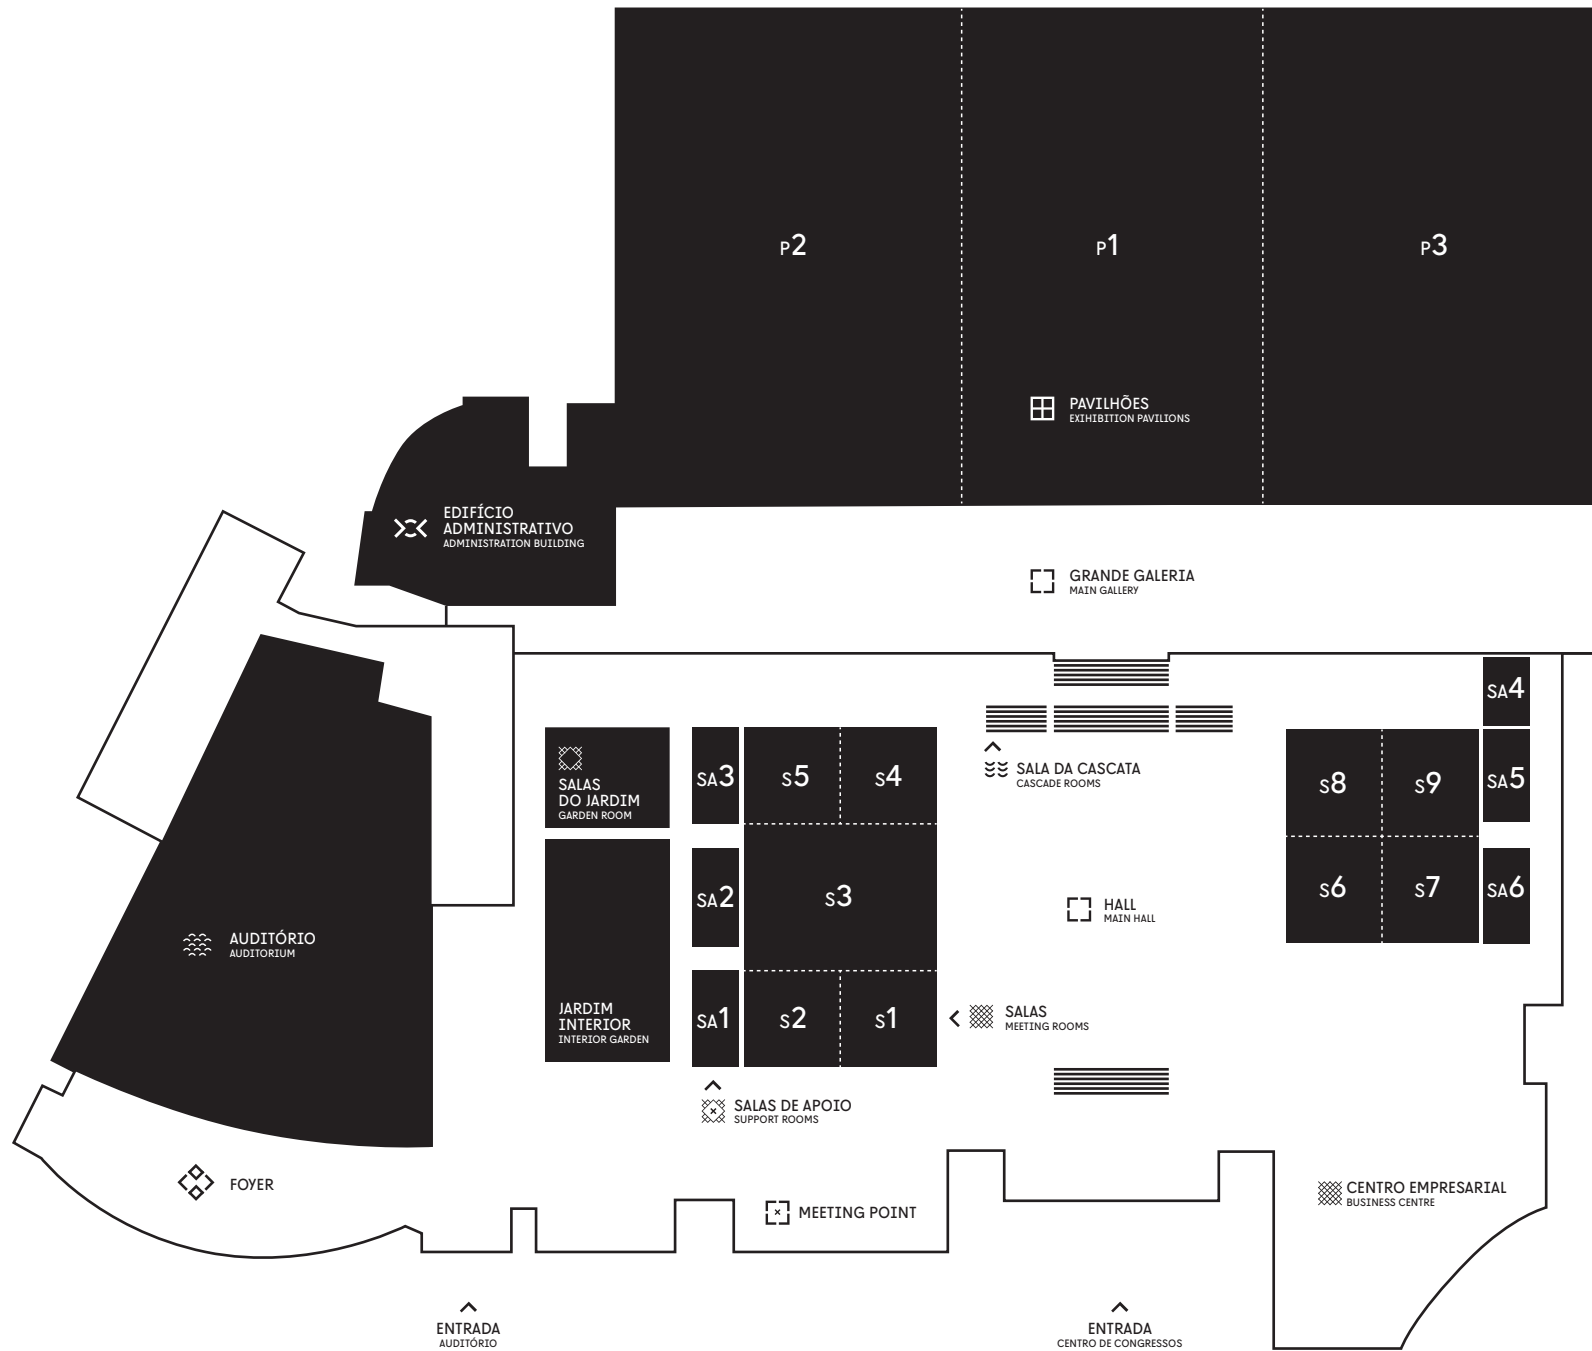 P2
P1
P3
PAVILHÕES
EXIHIBITION PAVILIONS
EDIFÍCIO
ADMINISTRATIVO
ADMINISTRATION BUILDING
GRANDE GALERIA
MAIN GALLERY
SA4
SALAS
DO JARDIM
GARDEN ROOM
SA3
S5
S4
SALA DA CASCATA
CASCADE ROOMS
S8
S9
SA5
SA2
S3
S6
S7
SA6
HALL
MAIN HALL
AUDITÓRIO
AUDITORIUM
JARDIM
INTERIOR
INTERIOR GARDEN
SA1
S2
S1
SALAS
MEETING ROOMS
SALAS DE APOIO
SUPPORT ROOMS
FOYER
MEETING POINT
CENTRO EMPRESARIAL
BUSINESS CENTRE
ENTRADA
AUDITÓRIO
ENTRADA
CENTRO DE CONGRESSOS